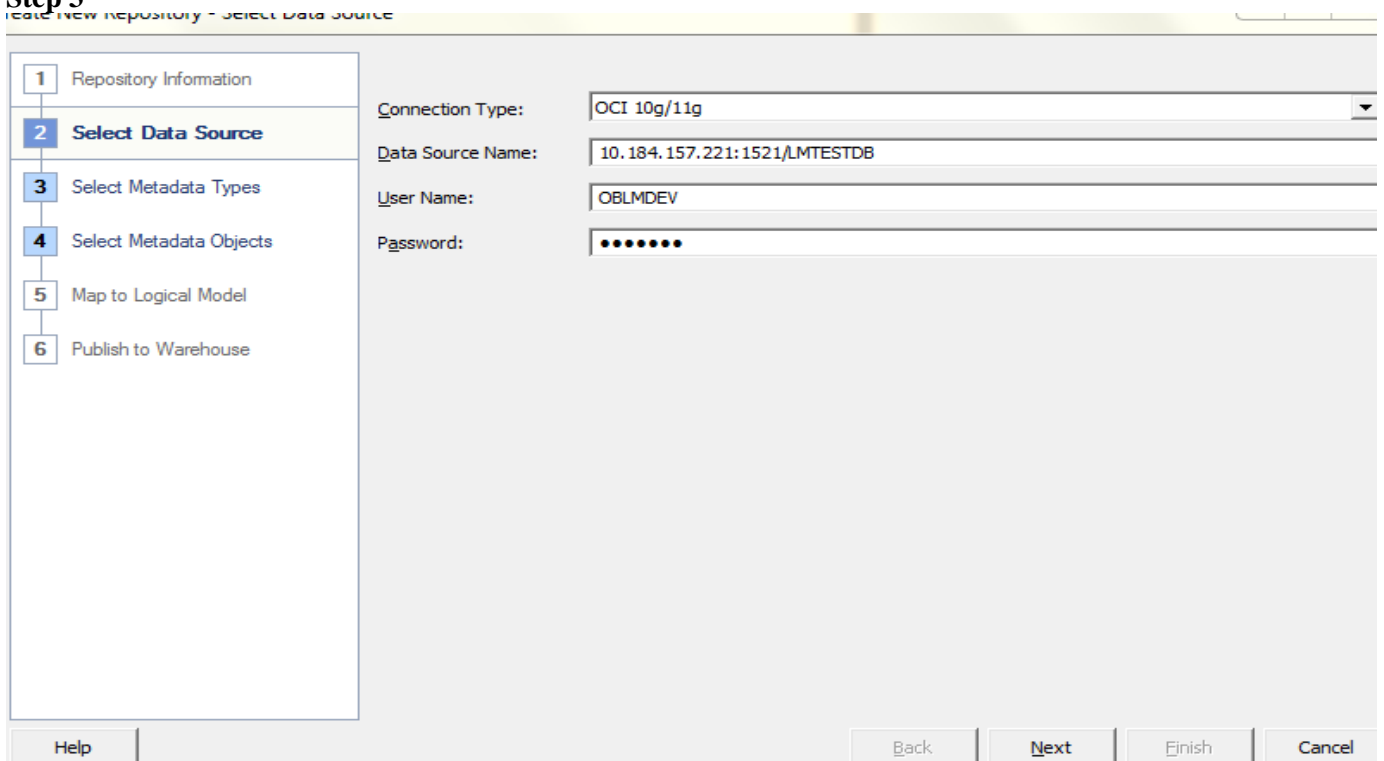 Step 3
Create New Repository - Select Data Source
1 Repository Information
2 Select Data Source
3 Select Metadata Types
4 Select Metadata Objects
5 Map to Logical Model
6 Publish to Warehouse
Connection Type: OCI 10g/11g
Data Source Name: 10.184.157.221:1521/LMTESTDB
User Name: OBLMDEV
Password: •••••••
Help Back Next Finish Cancel